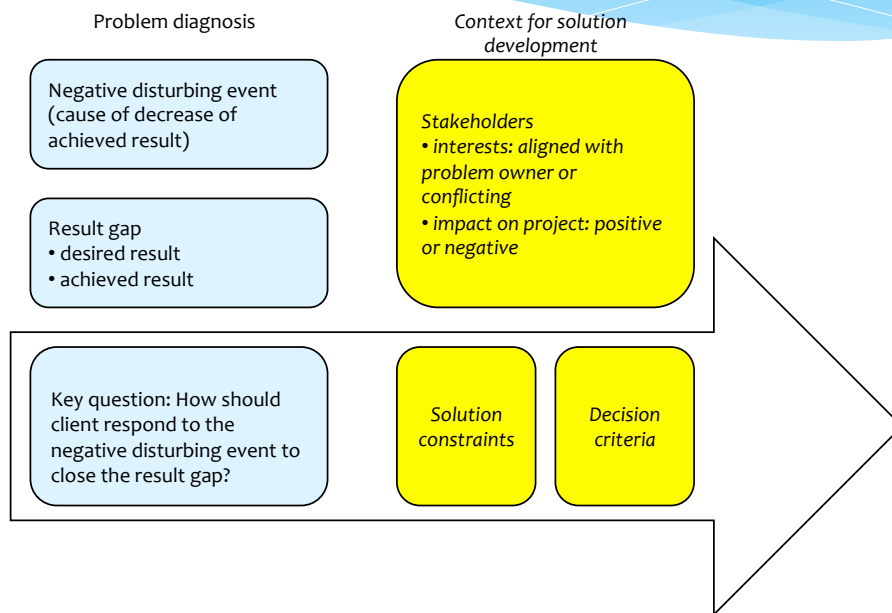 Problem diagnosis
Negative disturbing event
(cause of decrease of
achieved result)
Result gap
• desired result
• achieved result
Key question: How should
client respond to the
negative disturbing event to
close the result gap?
Context for solution
development
Stakeholders
• interests: aligned with
problem owner or
conflicting
• impact on project: positive
or negative
Solution
constraints
Decision
criteria